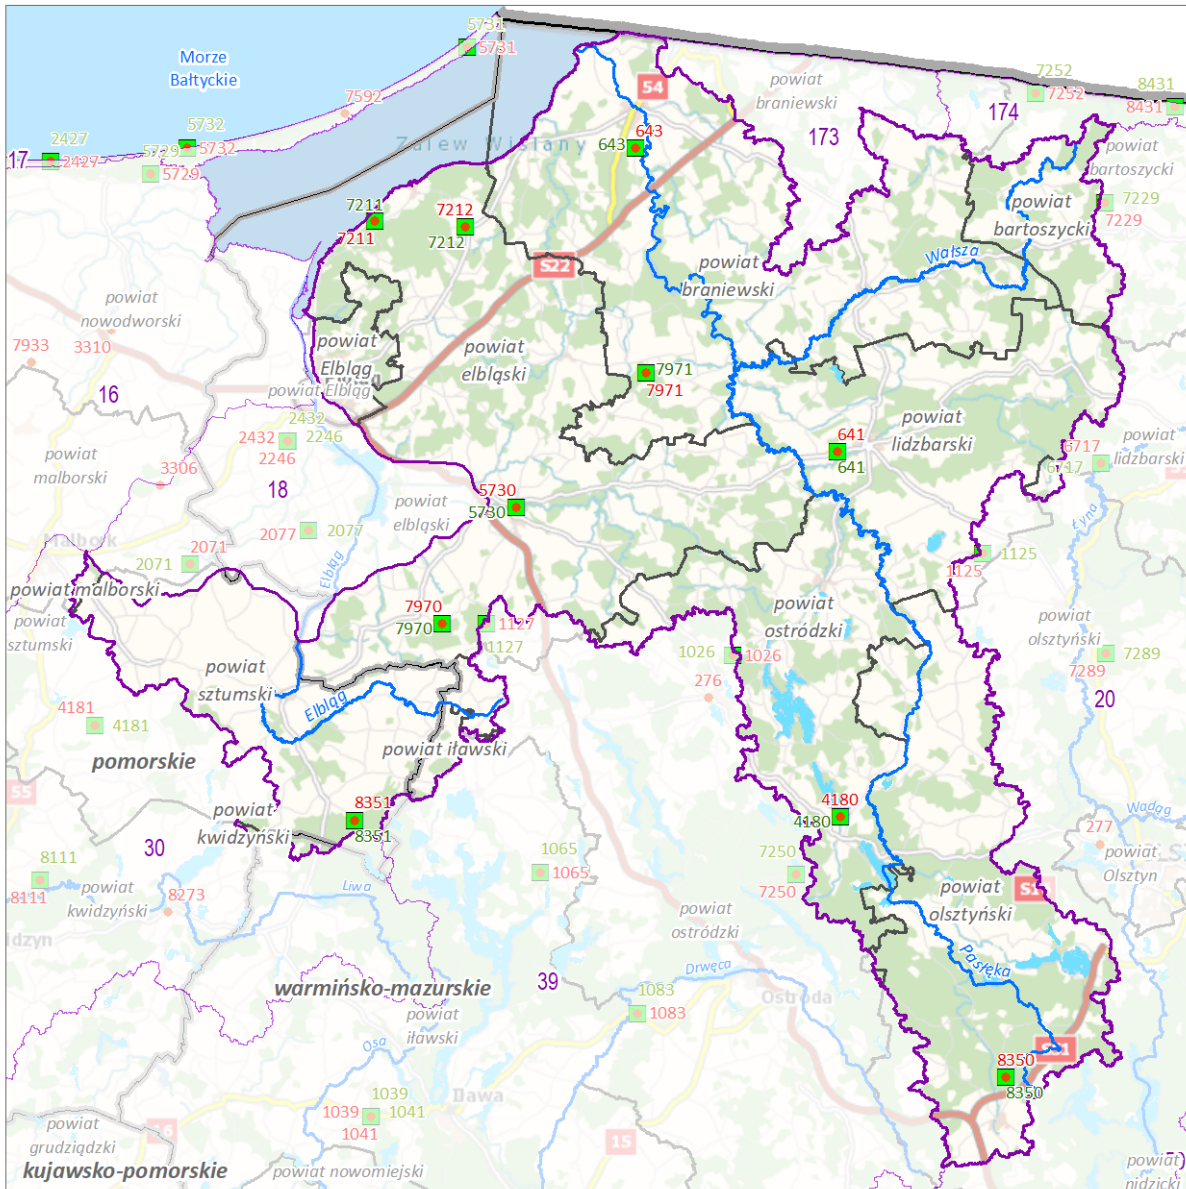 5731
5731
Morze
Bałtyckie
54
powiat
braniewski
7252
7252
8431
8431
174
7592
2427
2427
17
5732
5732
5729
5729
Zalew Wiślany
643
643
173
powiat
bartoszycki
7211
7211
7212
7212
powiat
bartoszycki
7229
7229
S22
Wałsza
powiat
braniewski
powiat
nowodworski
7933
3310
powiat
Elbląg
powiat Elbląg
powiat
elbląski
7971
7971
16
2432
2432
2246
2246
powiat
malborski
3306
18
powiat
lidzbarski
641
641
6717
6717
powiat
lidzbarski
5730
5730
powiat
elbląski
2077
2077
Malbork
2071
2071
Elbląg
Łyna
1125
1125
powiat malborski
powiat
sztumski
7970
7970
1127
1127
powiat
ostródzki
powiat
olsztyński
7289
7289
1026
1026
276
20
powiat
sztumski
Elbląg
4181
4181
powiat iławski
pomorskie
55
8351
8351
powiat
kwidzyński
30
4180
4180
Wadąg
277
powiat
Olsztyn
8111
8111
powiat
kwidzyński
8273
Liwa
1065
1065
7250
7250
powiat
olsztyński
powiat
ostródzki
Pasłęka
Drwęca
39
warmińsko-mazurskie
powiat
iławski
1083
1083
Ostróda
Osa
8350
8350
1039
1039
1041
1041
Iława
15
16
powiat
grudziądzki
kujawsko-pomorskie
powiat nowomiejski
powiat
nidzicki